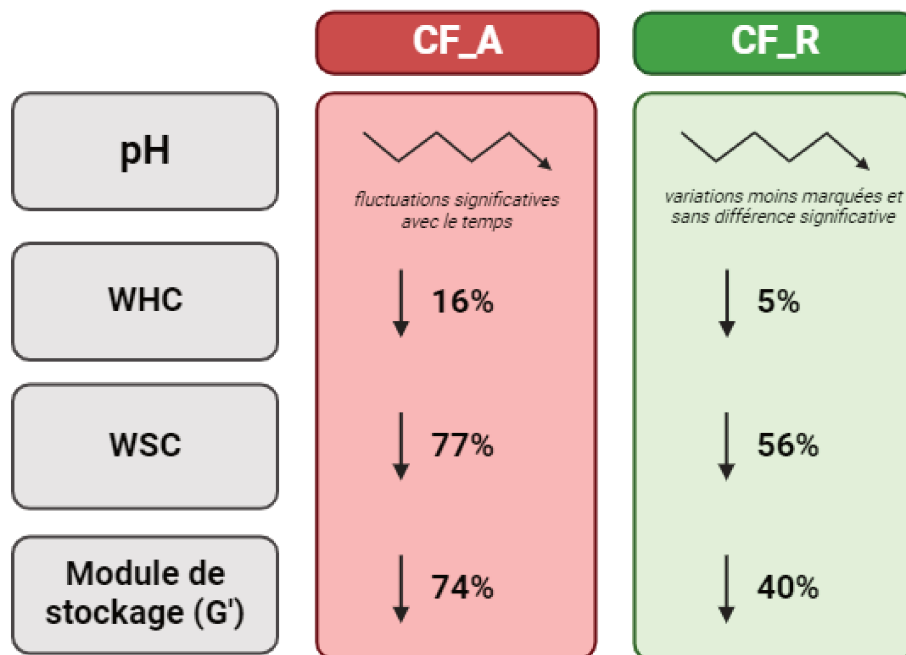 CF_A
CF_R
pH
fluctuations significatives
avec le temps
variations moins marquées et
sans différence significative
WHC
16%
5%
WSC
77%
56%
Module de
stockage (G')
74%
40%